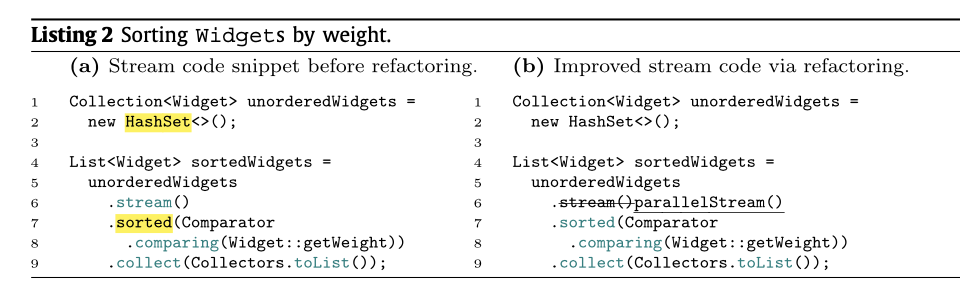 Listing 2 Sorting Widgets by weight.
(a) Stream code snippet before refactoring.
1 Collection<Widget> unorderedWidgets =
2 new HashSet<>();
3
4 List<Widget> sortedWidgets =
5 unorderedWidgets
6 .stream()
7 .sorted(Comparator
8 .comparing(Widget::getWeight))
9 .collect(Collectors.toList());
(b) Improved stream code via refactoring.
1 Collection<Widget> unorderedWidgets =
2 new HashSet<>();
3
4 List<Widget> sortedWidgets =
5 unorderedWidgets
6 .stream()parallelStream()
7 .sorted(Comparator
8 .comparing(Widget::getWeight))
9 .collect(Collectors.toList());